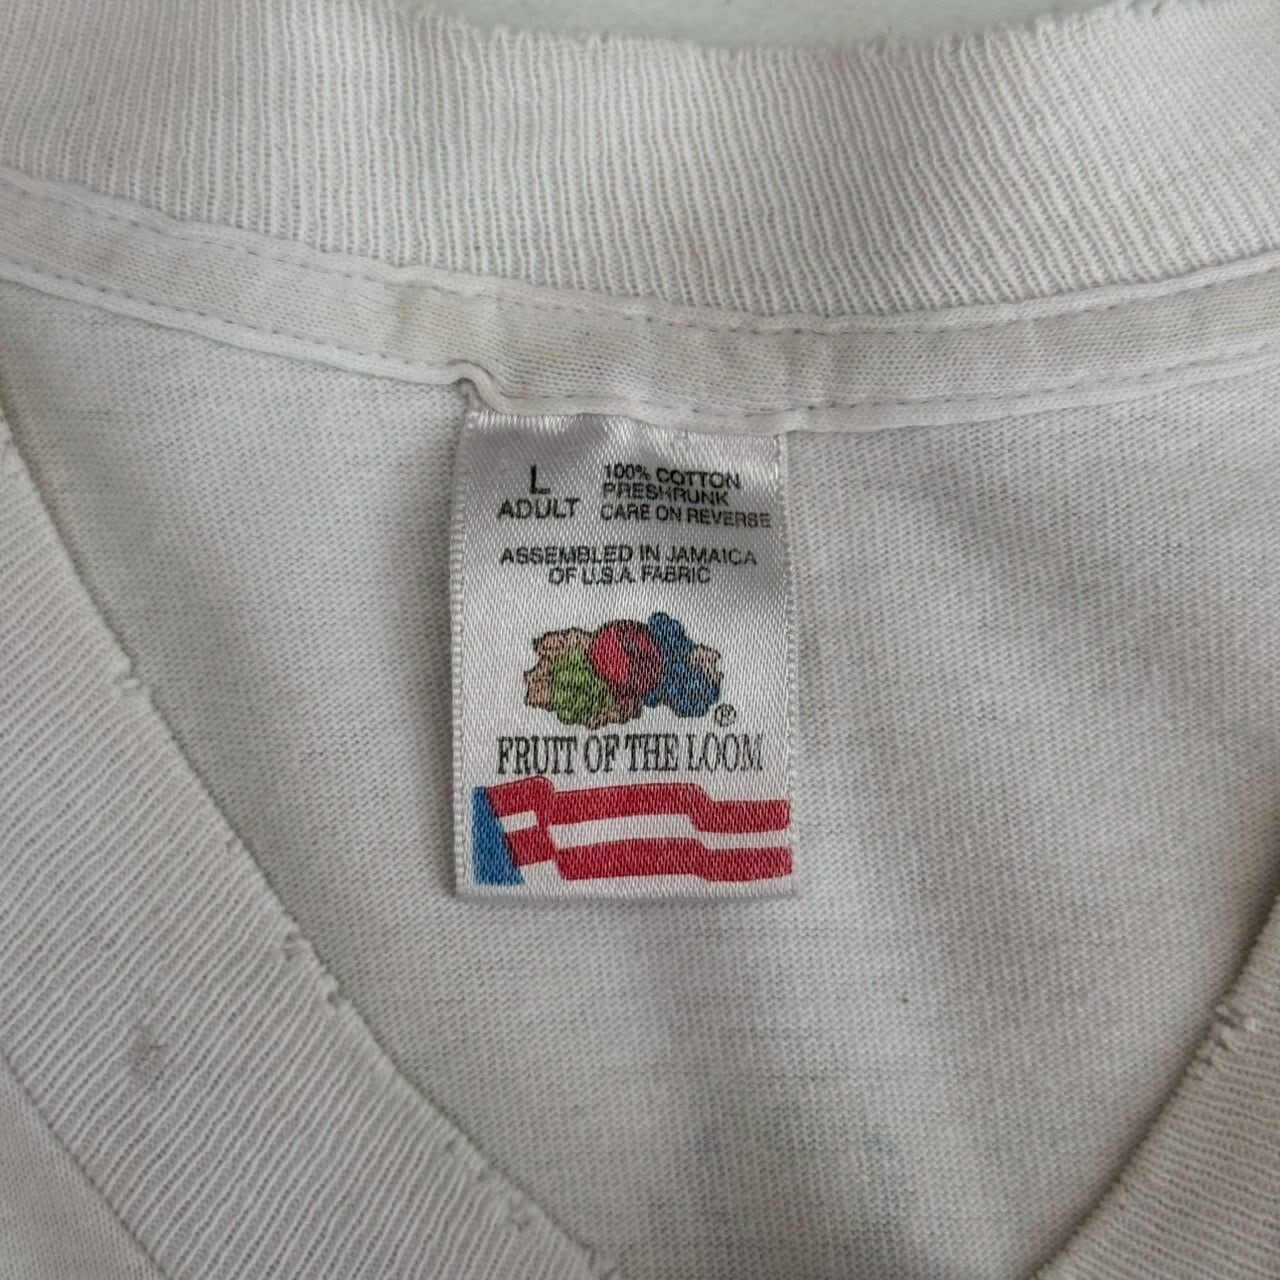 L
ADULT
100% COTTON
PRESHRUNK
CARE ON REVERSE
ASSEMBLED IN JAMAICA
OF U.S.A. FABRIC
®
FRUIT OF THE LOOM